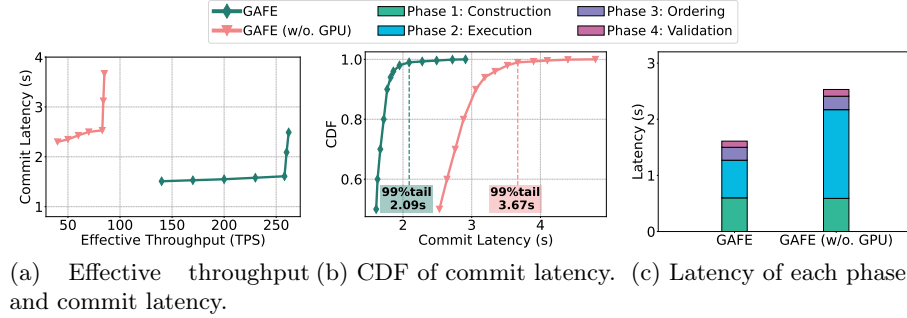 GAFE
GAFE (w/o. GPU)
Phase 1: Construction
Phase 2: Execution
Phase 3: Ordering
Phase 4: Validation
Commit Latency (s)
4
3
2
1
50 100 150 200 250
Effective Throughput (TPS)
CDF
1.0
0.8
0.6
99%tail
2.09s
99%tail
3.67s
2 3 4
Commit Latency (s)
Latency (s)
3
2
1
0
GAFE GAFE (w/o. GPU)
(a) Effective throughput
and commit latency.
(b) CDF of commit latency.
(c) Latency of each phase